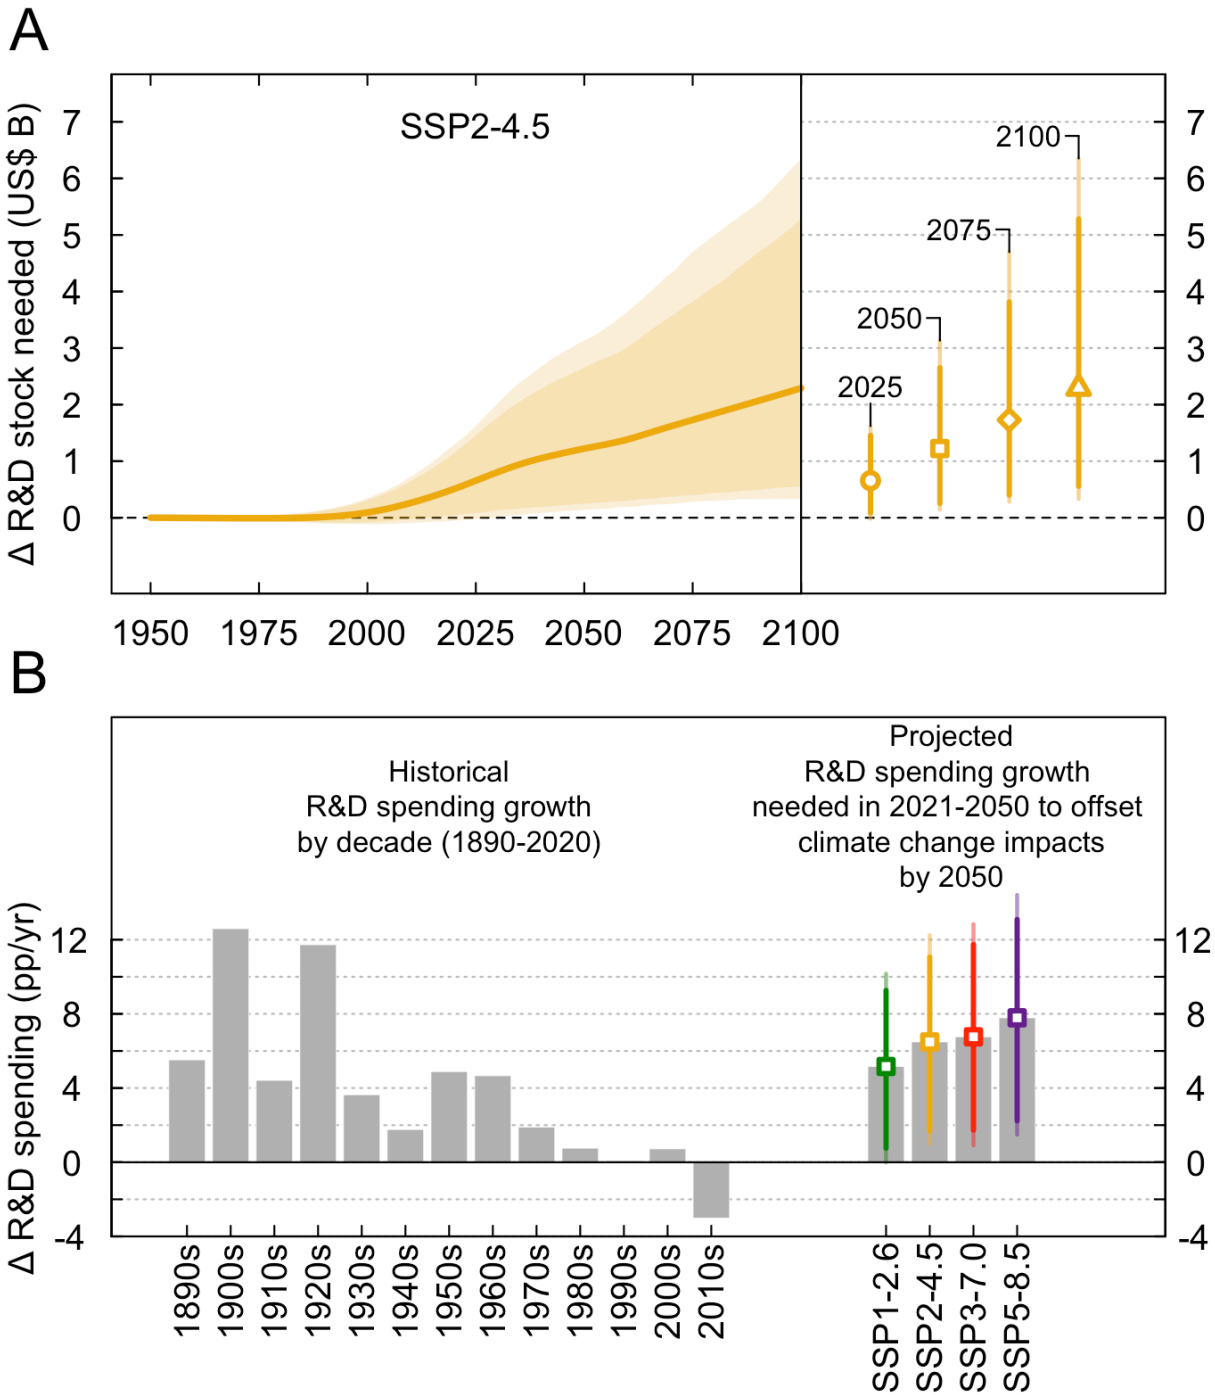 A
Δ R&D stock needed (US$ B)
SSP2-4.5
7
6
5
4
3
2
1
0
2025
2050
2075
2100
7
6
5
4
3
2
1
0
1950 1975 2000 2025 2050 2075 2100
B
Δ R&D spending (pp/yr)
Historical
R&D spending growth
by decade (1890-2020)
Projected
R&D spending growth
needed in 2021-2050 to offset
climate change impacts
by 2050
12
8
4
0
-4
12
8
4
0
-4
1890s
1900s
1910s
1920s
1930s
1940s
1950s
1960s
1970s
1980s
1990s
2000s
2010s
SSP1-2.6
SSP2-4.5
SSP3-7.0
SSP5-8.5